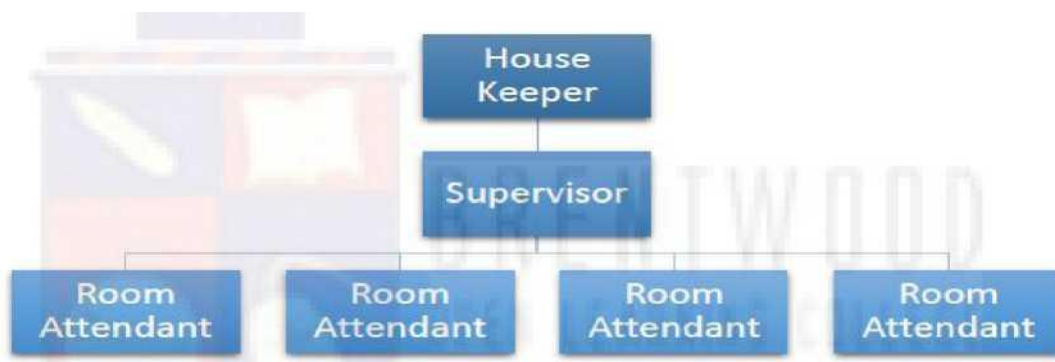 House
Keeper
Supervisor
BRENTWOOD
Room
Attendant
Room
Attendant
Room
Attendant
Room
Attendant